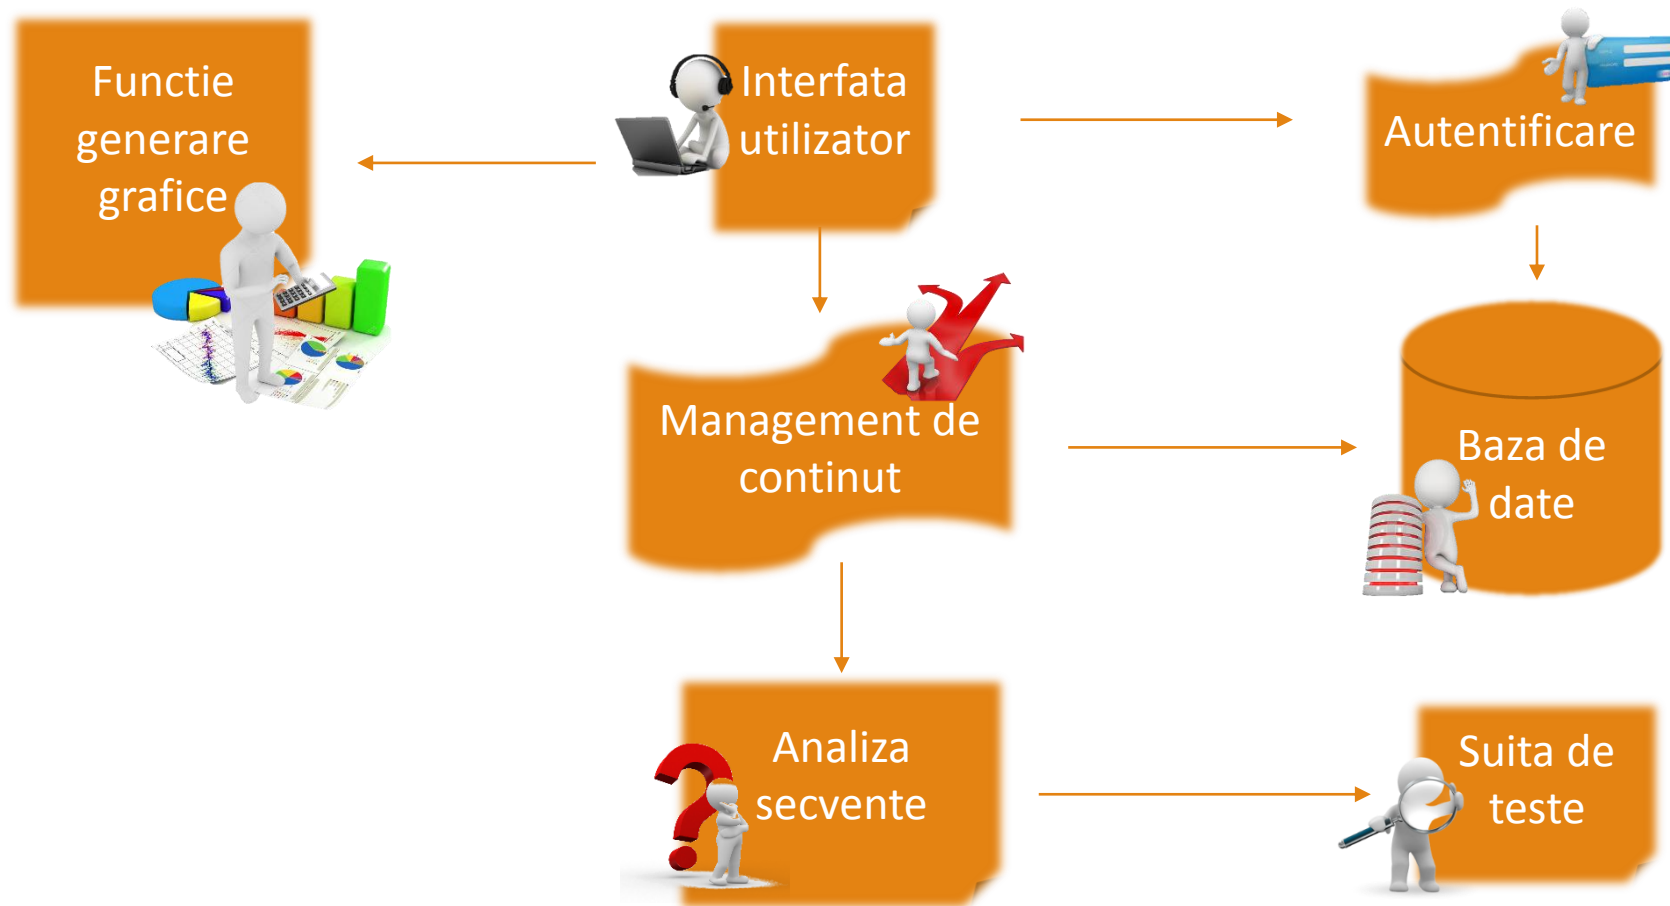 Functie
generare
grafice
Interfata
utilizator
Autentificare
Management de
continut
Baza de
date
Analiza
secvente
Suita de
teste